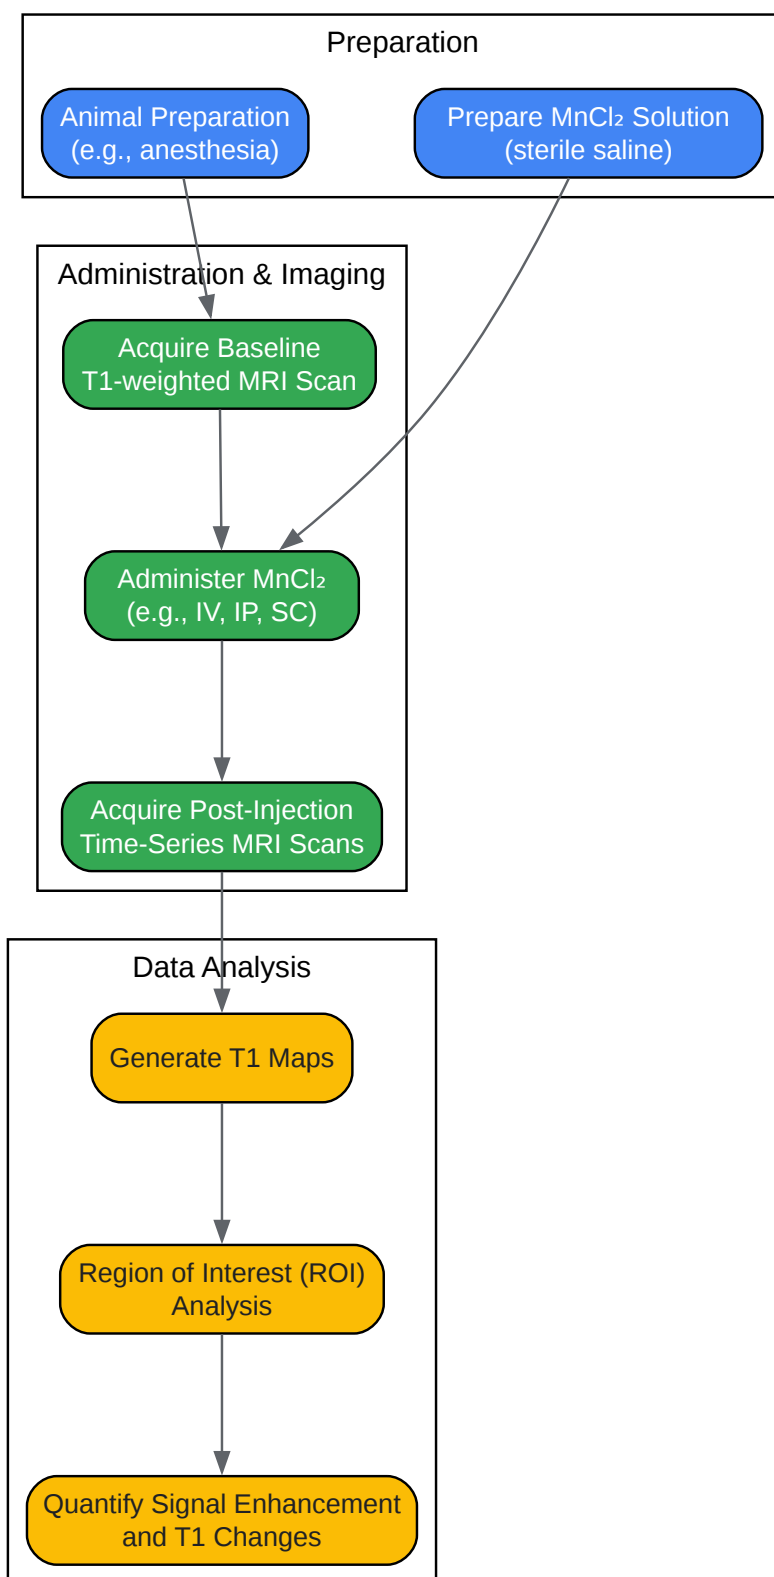 Preparation
Animal Preparation
(e.g., anesthesia)
Prepare MnCl₂ Solution
(sterile saline)
Administration & Imaging
Acquire Baseline
T1-weighted MRI Scan
Administer MnCl₂
(e.g., IV, IP, SC)
Acquire Post-Injection
Time-Series MRI Scans
Data Analysis
Generate T1 Maps
Region of Interest (ROI)
Analysis
Quantify Signal Enhancement
and T1 Changes